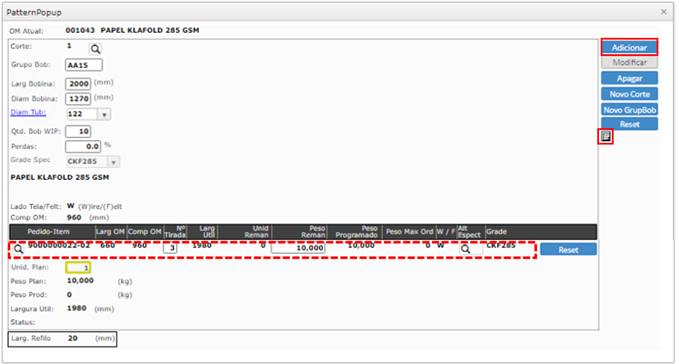 PatternPopup
OM Atual: 001043 PAPEL KLAFOLD 285 GSM
Corte: 1
Adicionar
Grupo Bob: AA15
Modificar
Larg Bobina: 2000 (mm)
Apagar
Diam Bobina: 1270 (mm)
Novo Corte
Diam Tub: 122
Novo GrupBob
Qtd. Bob WIP: 10
Reset
Perdas: 0.0 %
Grade Spec CKF285
PAPEL KLAFOLD 285 GSM
Lado Tela/Felt: W (W)ire/(F)elt
Comp OM: 960 (mm)
Pedido-Item Larg OM Comp OM Nº Tirada Larg Util Unid Reman Peso Reman Peso Programado Peso Max Ord W / F Alt Espect Grade
9000000022-02 660 960 3 1980 0 10,000 10,000 0 W CKF285 Reset
Unid. Plan: 1
Peso Plan: 10,000 (kg)
Peso Prod: 0 (kg)
Largura Util: 1980 (mm)
Status:
Larg. Refilo 20 (mm)